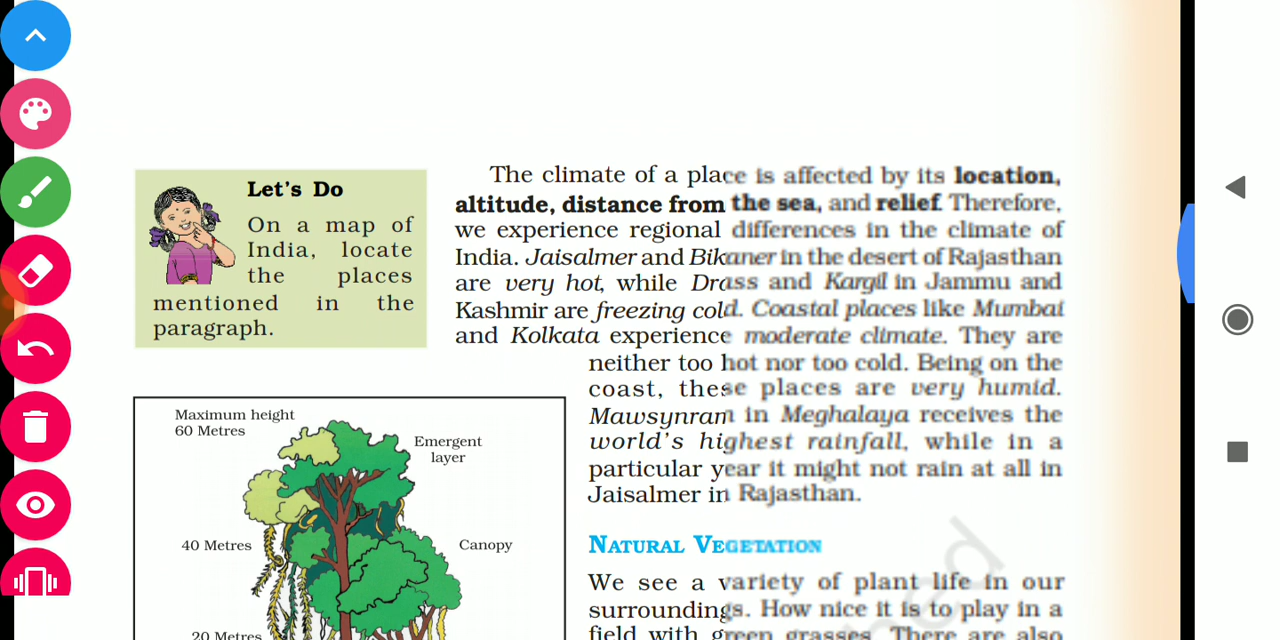 Let's Do
On a map of
India, locate
the places
mentioned in the
paragraph.
The climate of a place is affected by its location,
altitude, distance from the sea, and relief. Therefore,
we experience regional differences in the climate of
India. Jaisalmer and Bikaner in the desert of Rajasthan
are very hot, while Drass and Kargil in Jammu and
Kashmir are freezing cold. Coastal places like Mumbai
and Kolkata experience moderate climate. They are
neither too hot nor too cold. Being on the
coast, these places are very humid.
Mawsynram in Meghalaya receives the
world's highest rainfall, while in a
particular year it might not rain at all in
Jaisalmer in Rajasthan.
Maximum height
60 Metres
Emergent
layer
40 Metres
Canopy
20 Metres
NATURAL VEGETATION
We see a variety of plant life in our
surroundings. How nice it is to play in a
field with green grasses. There are also